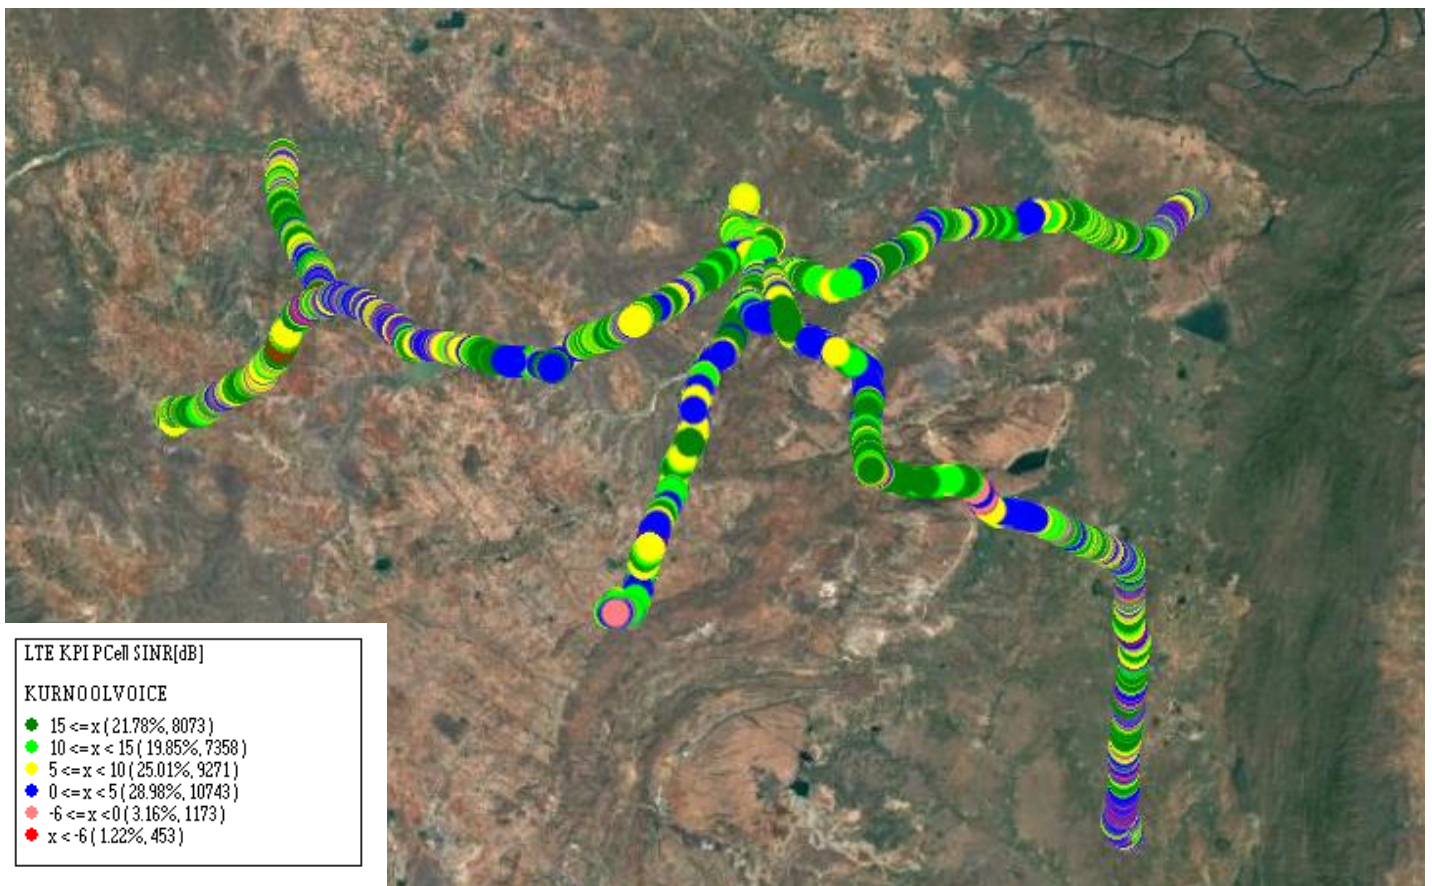 LTE KPI PCell SINR[dB]
KURNOOLVOICE
15 <= x ( 21.78%, 8073 )
10 <= x < 15 ( 19.85%, 7358 )
5 <= x < 10 ( 25.01%, 9271 )
0 <= x < 5 ( 28.98%, 10743 )
-6 <= x <0 ( 3.16%, 1173 )
x < -6 ( 1.22%, 453 )